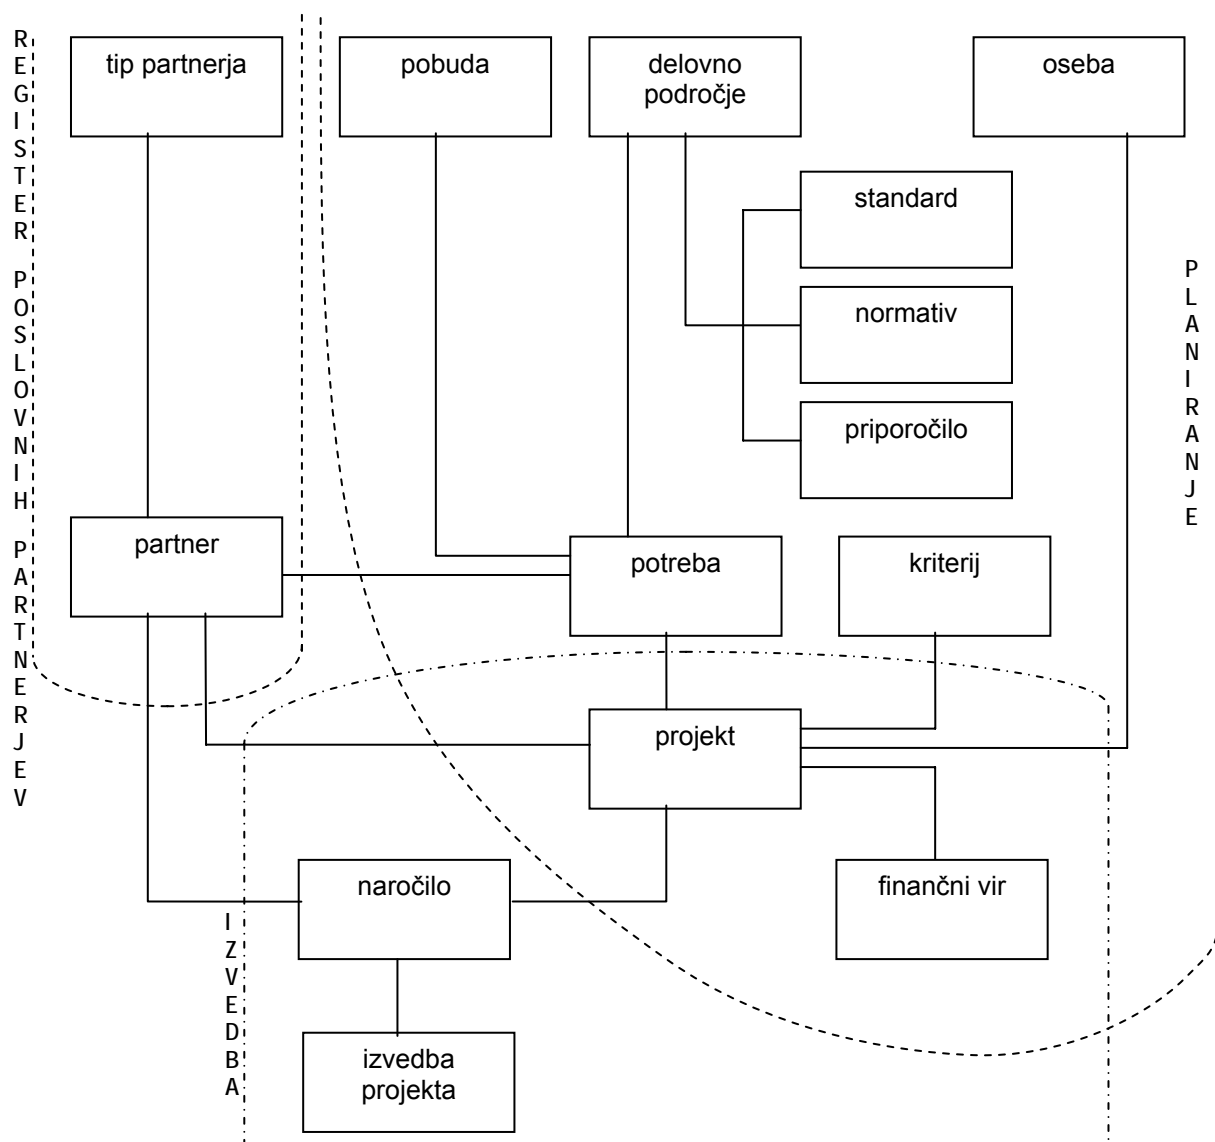 REGISTER POSLOVNIH PARTNERJEV
tip partnerja
pobuda
delovno
področje
oseba
standard
normativ
priporočilo
PLANIRANJE
partner
potreba
kriterij
projekt
naročilo
finančni vir
IZVEDBA
izvedba
projekta